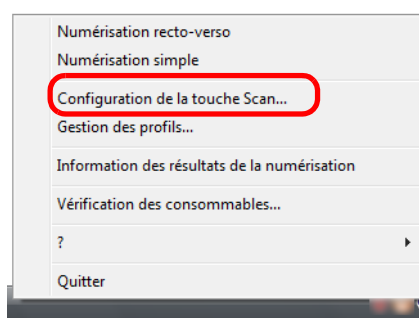 Numérisation recto-verso
Numérisation simple
Configuration de la touche Scan...
Gestion des profils...
Information des résultats de la numérisation
Vérification des consommables...
?
Quitter